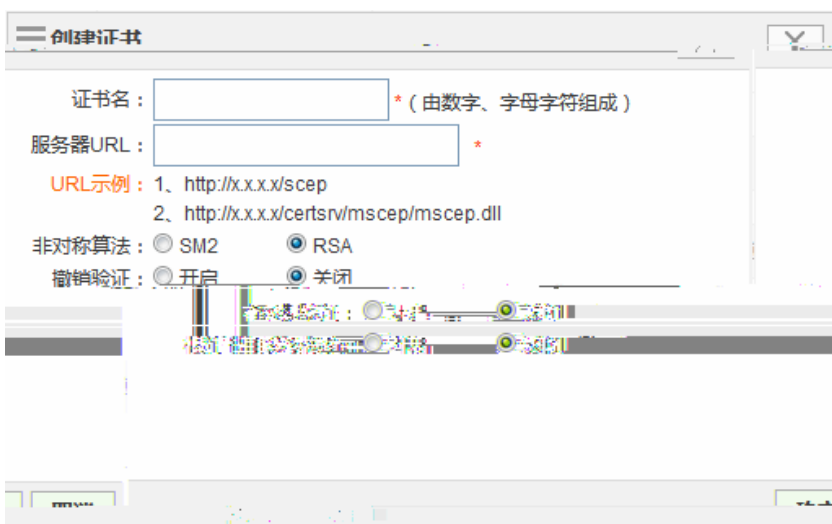 创建证书
证书名： * ( 由数字、字母字符组成 )
服务器URL： *
URL示例： 1、http://x.x.x.x/scep
2、http://x.x.x.x/certsrv/mscep/mscep.dll
非对称算法： SM2 RSA
撤销验证： 开启 关闭